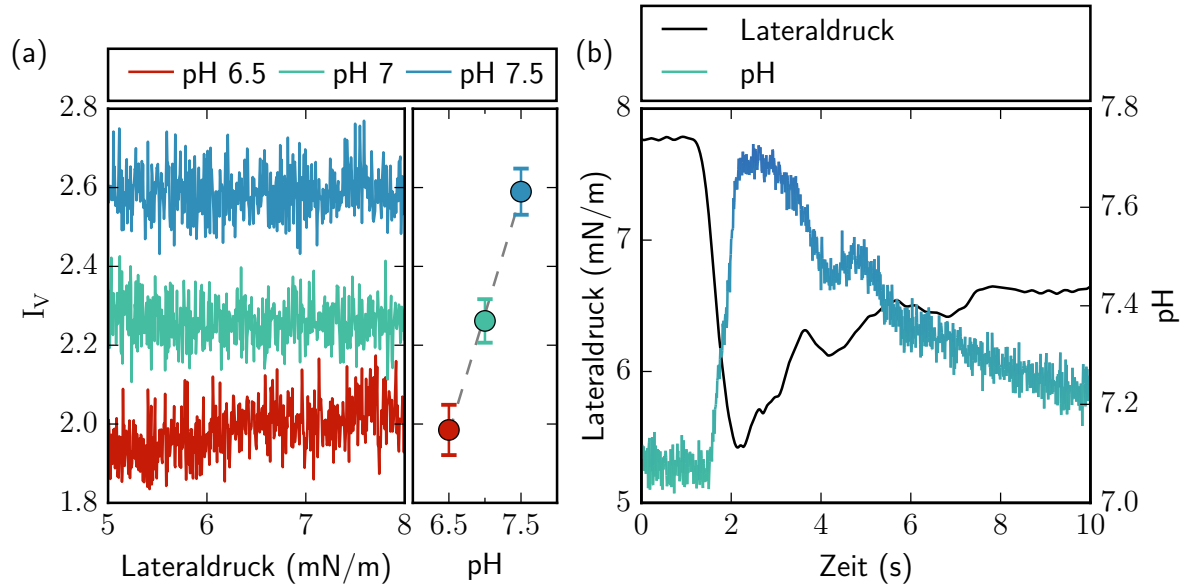 (a)
pH 6.5 pH 7 pH 7.5
2.8
2.6
2.4
2.2
2.0
1.8
I_V
5 6 7 8
Lateraldruck (mN/m)
6.5 7.5
pH
(b)
Lateraldruck
pH
8
7
6
5
Lateraldruck (mN/m)
7.8
7.6
7.4
7.2
7.0
pH
0 2 4 6 8 10
Zeit (s)